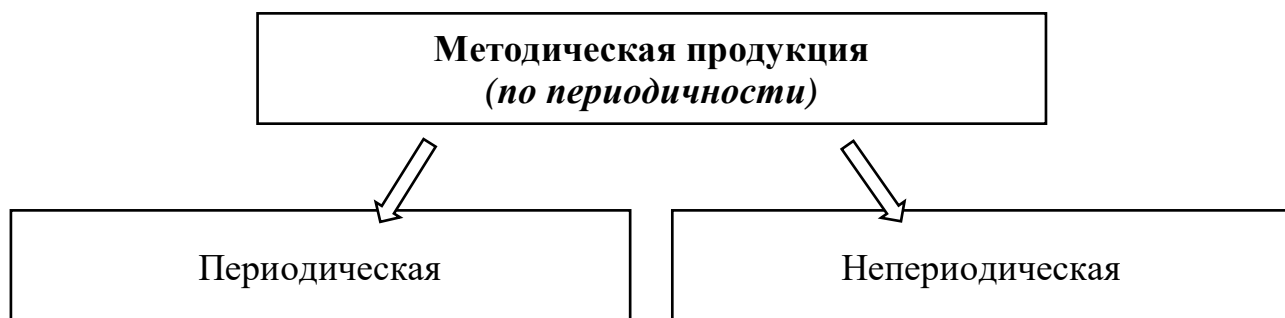 Методическая продукция
(по периодичности)
Периодическая
Непериодическая